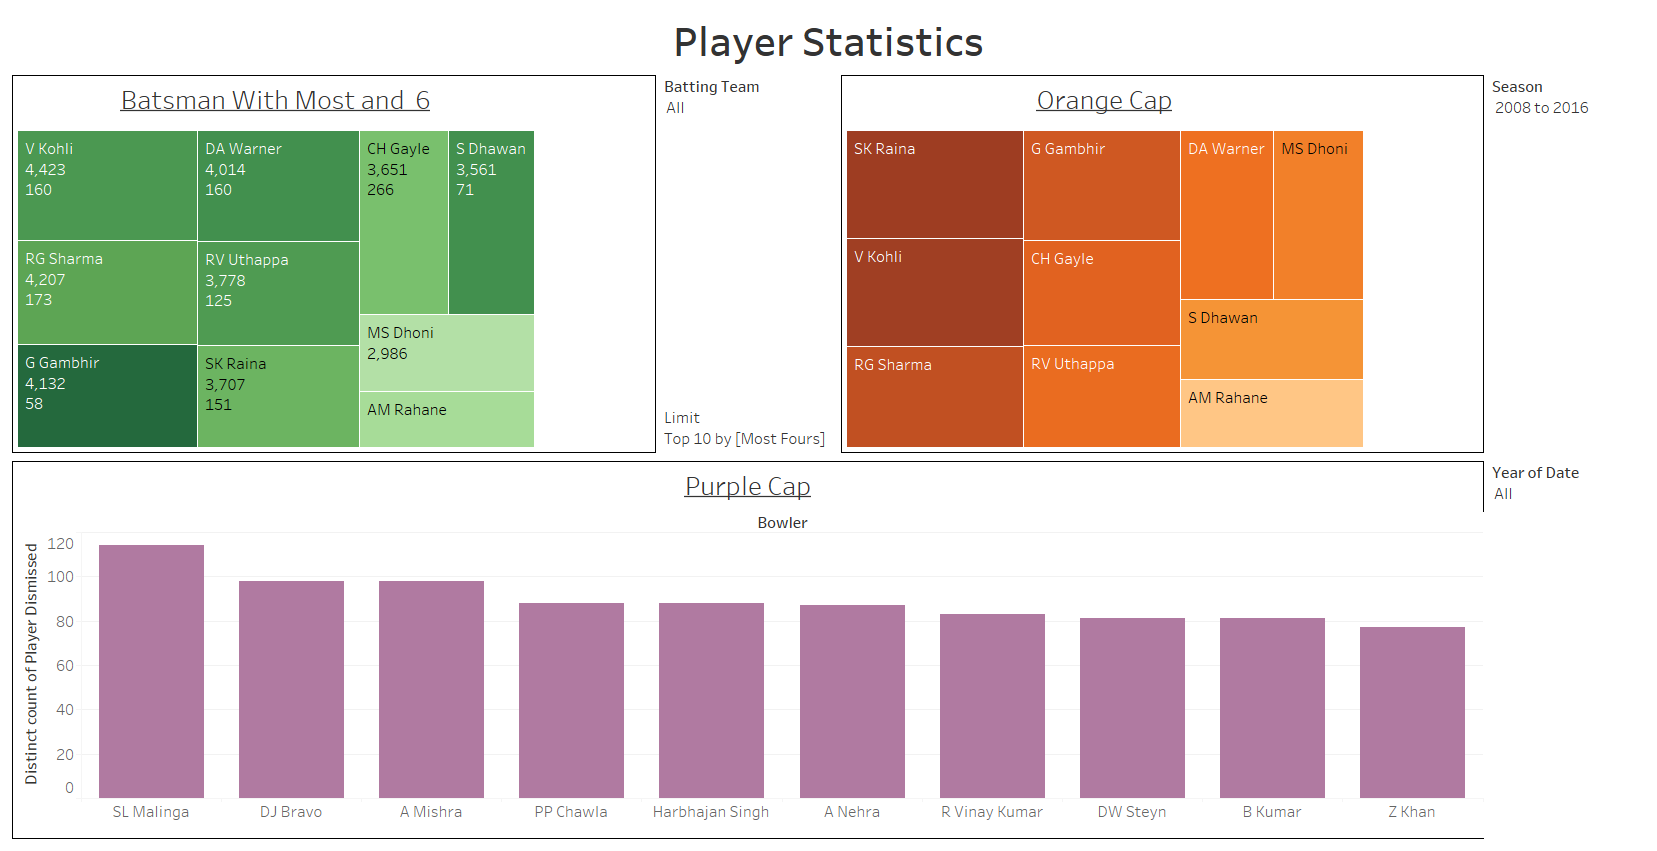 Player Statistics
Batsman With Most and  6
V Kohli
4,423
160
DA Warner
4,014
160
CH Gayle
3,651
266
S Dhawan
3,561
71
RG Sharma
4,207
173
RV Uthappa
3,778
125
G Gambhir
4,132
58
SK Raina
3,707
151
MS Dhoni
2,986
AM Rahane
Batting Team
All
Limit
Top 10 by [Most Fours]
Orange Cap
SK Raina
G Gambhir
DA Warner
MS Dhoni
V Kohli
CH Gayle
S Dhawan
RG Sharma
RV Uthappa
AM Rahane
Season
2008 to 2016
Purple Cap
Bowler
Distinct count of Player Dismissed
120
100
80
60
40
20
0
SL Malinga
DJ Bravo
A Mishra
PP Chawla
Harbhajan Singh
A Nehra
R Vinay Kumar
DW Steyn
B Kumar
Z Khan
Year of Date
All